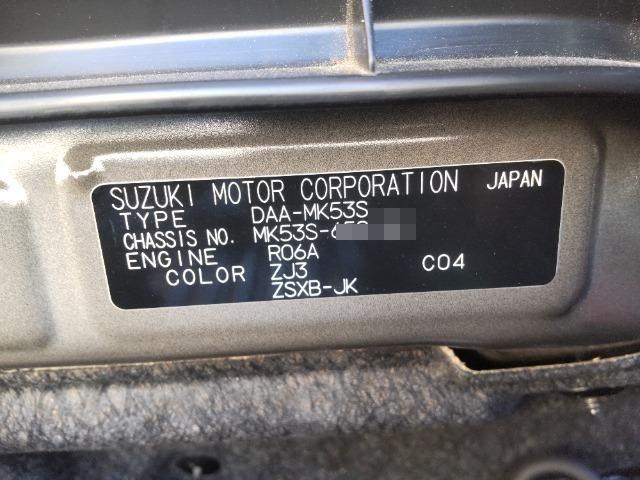 SUZUKI MOTOR CORPORATION JAPAN
TYPE DAA-MK53S
CHASSIS NO. MK53S-
ENGINE R06A
COLOR ZJ3 C04
ZSXB-JK